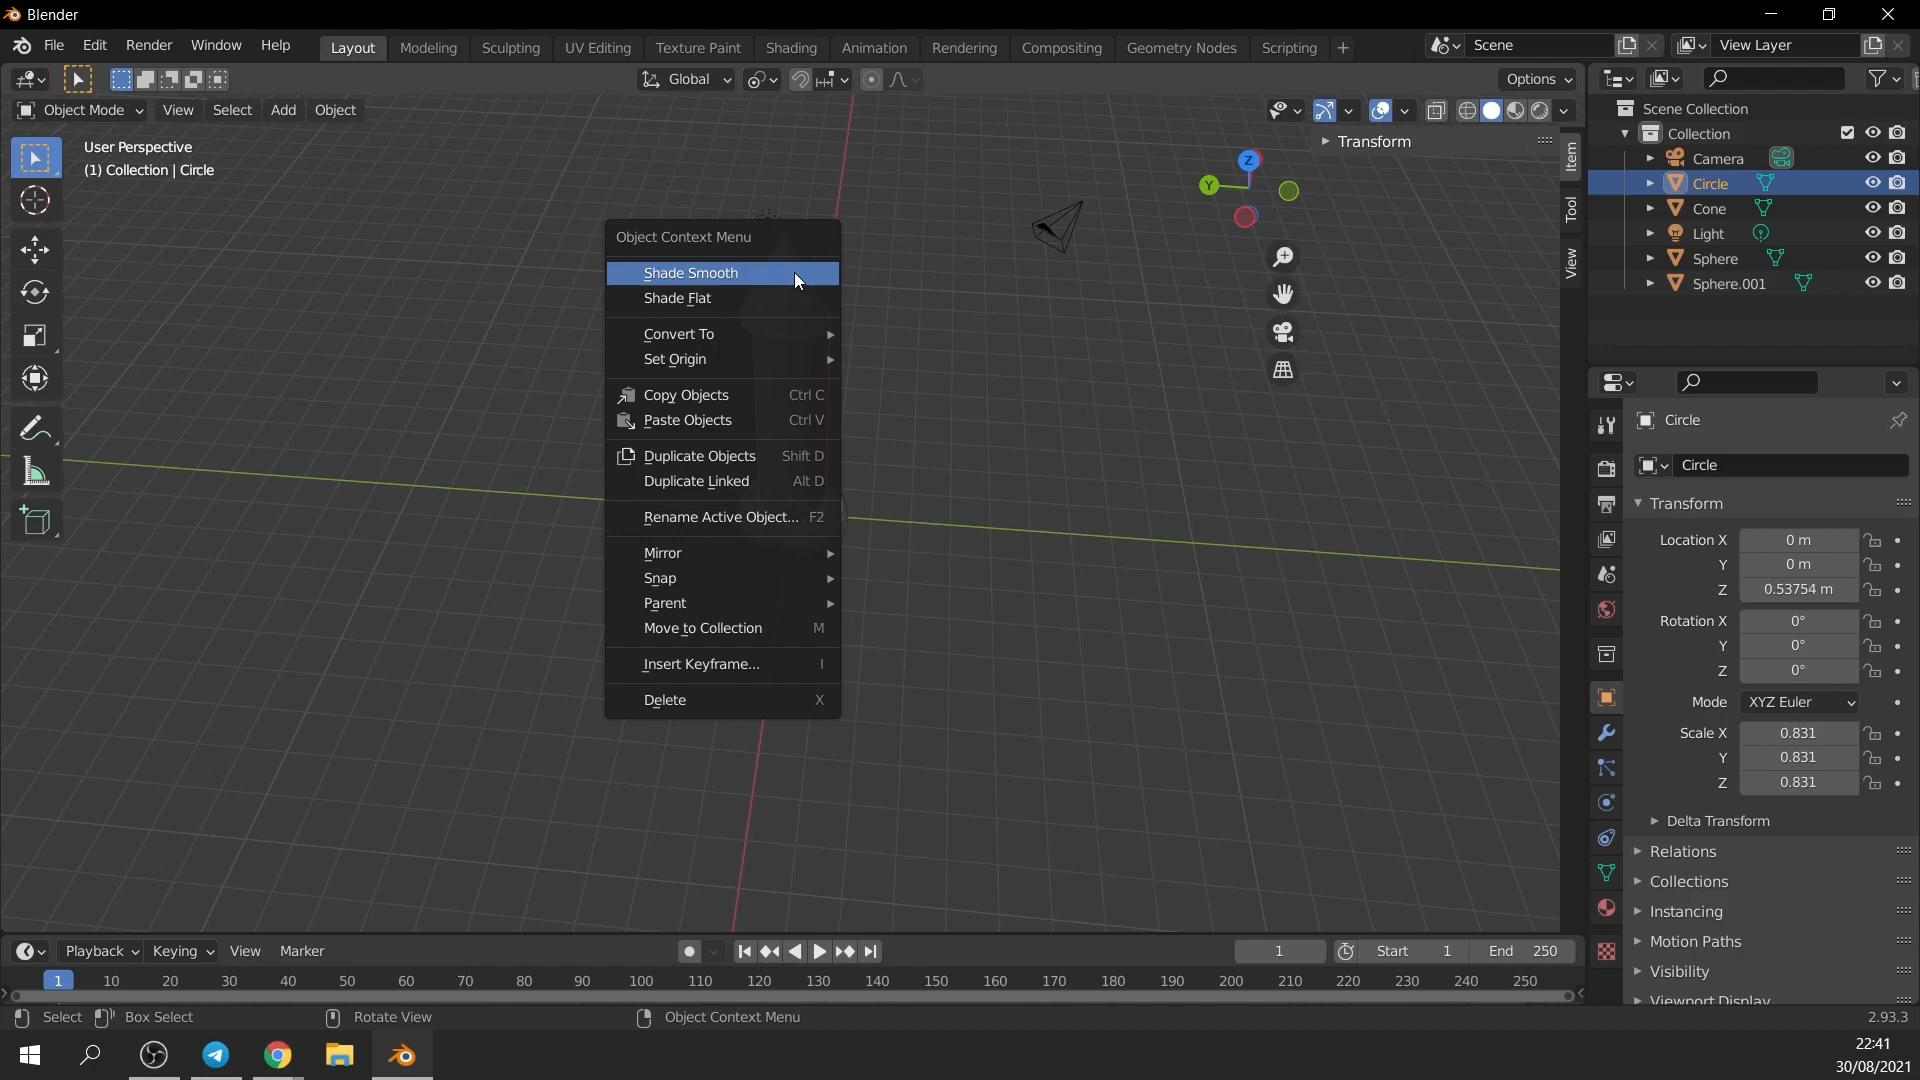 Blender
File Edit Render Window Help Layout Modeling Sculpting UV Editing Texture Paint Shading Animation Rendering Compositing Geometry Nodes Scripting + Scene View Layer
Global Options
Object Mode View Select Add Object
User Perspective
(1) Collection | Circle
Transform
Z
Y
Item
Tool
View
Object Context Menu
Shade Smooth
Shade Flat
Convert To
Set Origin
Copy Objects Ctrl C
Paste Objects Ctrl V
Duplicate Objects Shift D
Duplicate Linked Alt D
Rename Active Object... F2
Mirror
Snap
Parent
Move to Collection M
Insert Keyframe... I
Delete X
Scene Collection
Collection
Camera
Circle
Cone
Light
Sphere
Sphere.001
Circle
Circle
Transform
Location X 0 m
Y 0 m
Z 0.53754 m
Rotation X 0°
Y 0°
Z 0°
Mode XYZ Euler
Scale X 0.831
Y 0.831
Z 0.831
Delta Transform
Relations
Collections
Instancing
Motion Paths
Visibility
Viewport Display
Playback Keying View Marker 1 Start 1 End 250
1 10 20 30 40 50 60 70 80 90 100 110 120 130 140 150 160 170 180 190 200 210 220 230 240 250
Select Box Select Rotate View Object Context Menu 2.93.3
22:41
30/08/2021